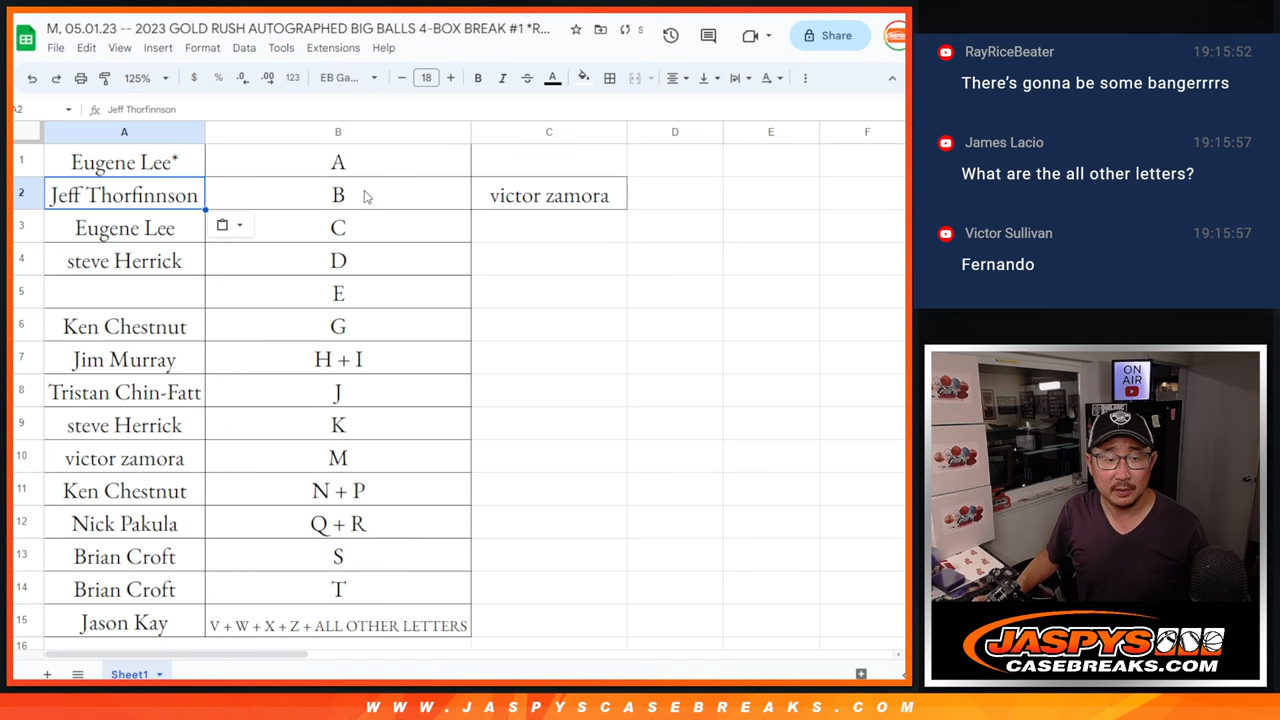 M, 05.01.23 -- 2023 GOLD RUSH AUTOGRAPHED BIG BALLS 4-BOX BREAK #1 *R...
Share
File Edit View Insert Format Data Tools Extensions Help
125% $ % .0 .00 123 EB Ga... − 18 + B I A
A2 fx Jeff Thorfinnson
A B C D E F
1 Eugene Lee* A
2 Jeff Thorfinnson B victor zamora
3 Eugene Lee C
4 steve Herrick D
5 E
6 Ken Chestnut G
7 Jim Murray H + I
8 Tristan Chin-Fatt J
9 steve Herrick K
10 victor zamora M
11 Ken Chestnut N + P
12 Nick Pakula Q + R
13 Brian Croft S
14 Brian Croft T
15 Jason Kay V + W + X + Z + ALL OTHER LETTERS
16
+ Sheet1
RayRiceBeater 19:15:52
There's gonna be some bangerrrrs
James Lacio 19:15:57
What are the all other letters?
Victor Sullivan 19:15:57
Fernando
ON
AIR
JASPYS
CASEBREAKS.COM
WWW.JASPYSCASEBREAKS.COM